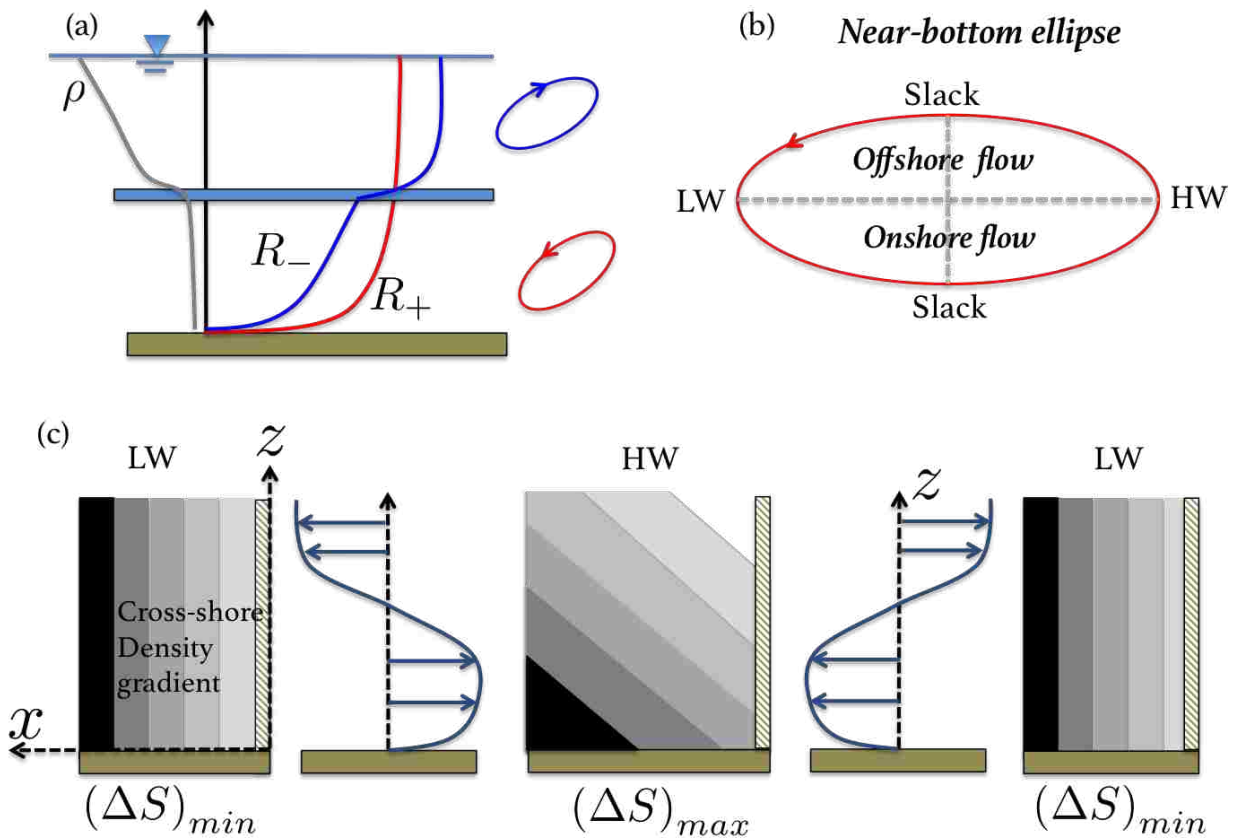 (a)
ρ
R_
R+
(b)
Near-bottom ellipse
Slack
Offshore flow
LW
HW
Onshore flow
Slack
(c)
LW
z
HW
z
LW
Cross-shore
Density
gradient
x
(ΔS)min
(ΔS)max
(ΔS)min